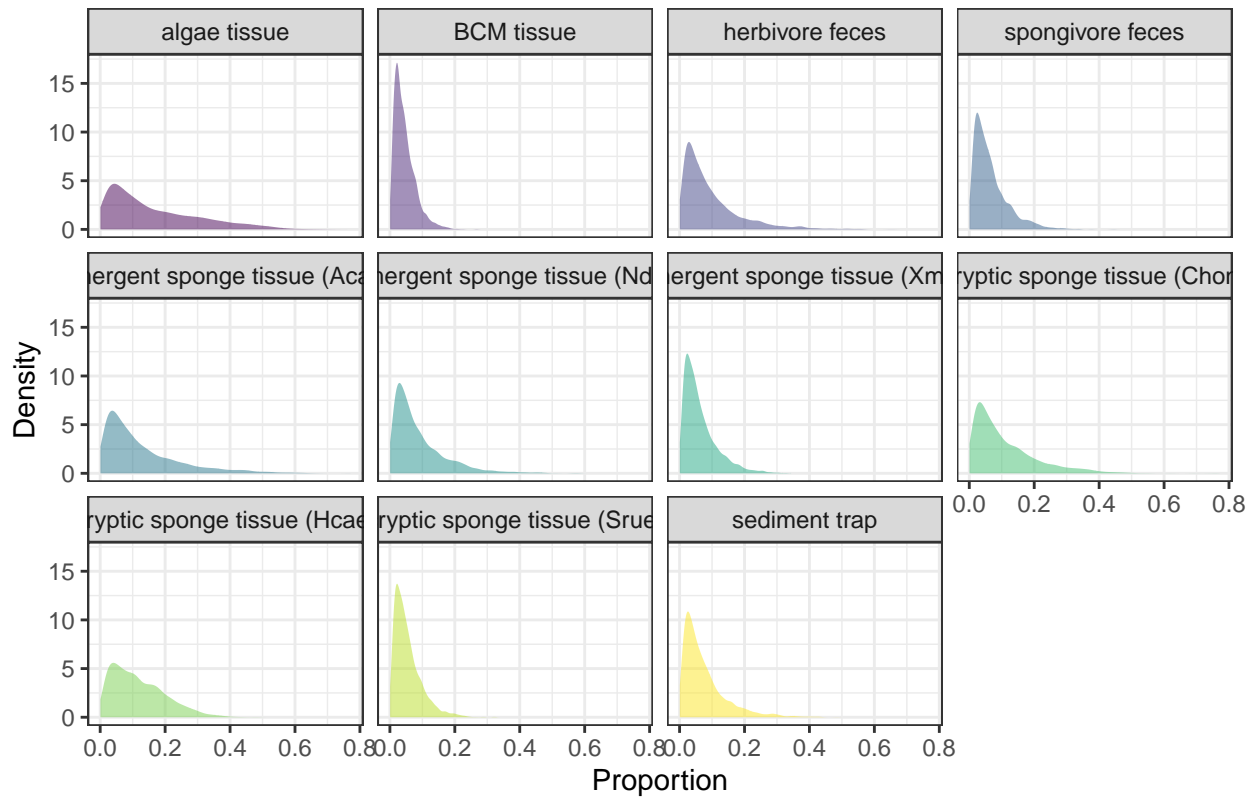 algae tissue
BCM tissue
herbivore feces
spongivore feces
15
10
5
0
nergent sponge tissue (Aca
nergent sponge tissue (Nd
nergent sponge tissue (Xm
ryptic sponge tissue (Chon
15
10
5
0
Density
0.0 0.2 0.4 0.6 0.8
ryptic sponge tissue (Hcae
ryptic sponge tissue (Srue
sediment trap
15
10
5
0
0.0 0.2 0.4 0.6 0.8
0.0 0.2 0.4 0.6 0.8
0.0 0.2 0.4 0.6 0.8
Proportion